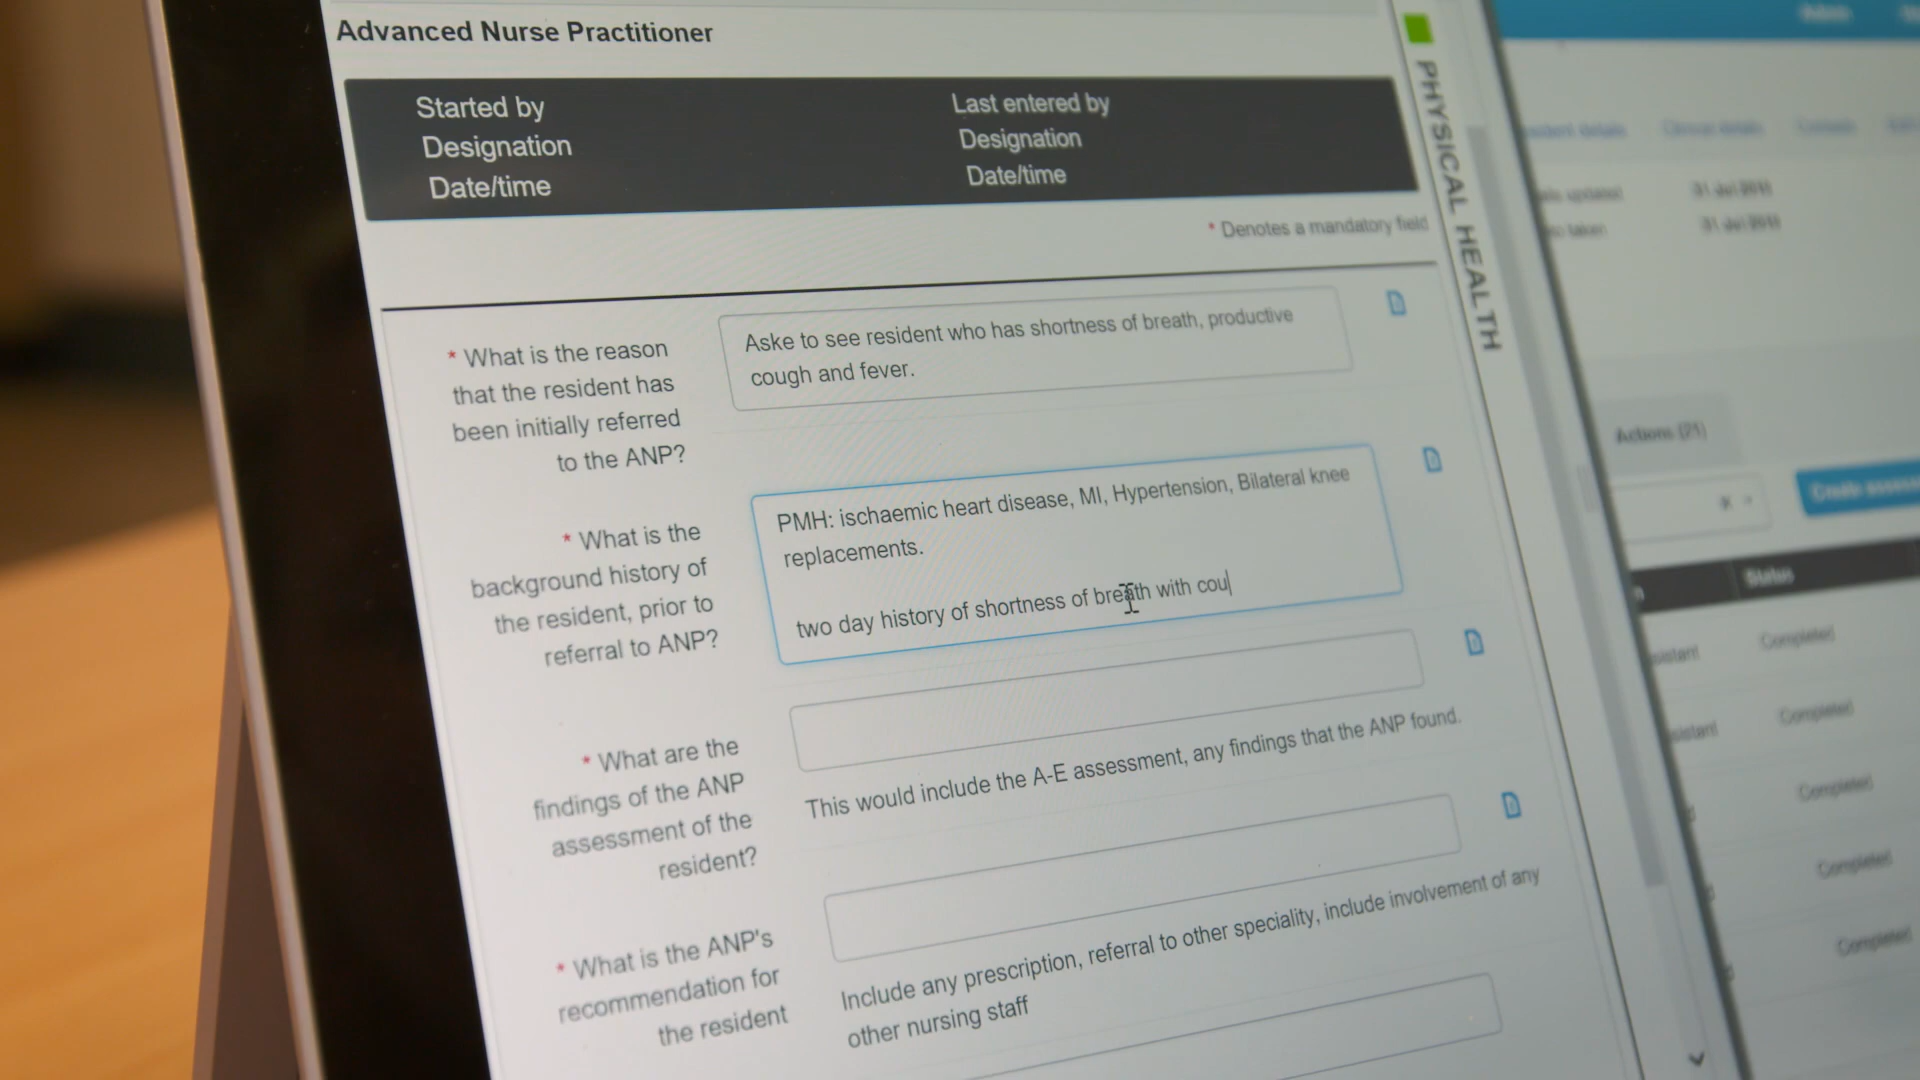 Advanced Nurse Practitioner
Started by
Designation
Date/time
Last entered by
Designation
Date/time
* Denotes a mandatory field
* What is the reason
that the resident has
been initially referred
to the ANP?
Aske to see resident who has shortness of breath, productive
cough and fever.
* What is the
background history of
the resident, prior to
referral to ANP?
PMH: ischaemic heart disease, MI, Hypertension, Bilateral knee
replacements.
two day history of shortness of breath with cou
* What are the
findings of the ANP
assessment of the
resident?
This would include the A-E assessment, any findings that the ANP found.
* What is the ANP's
recommendation for
the resident
Include any prescription, referral to other speciality, include involvement of any
other nursing staff
PHYSICAL HEALTH
Actions (21)
Status
Completed
Completed
Completed
Completed
Completed